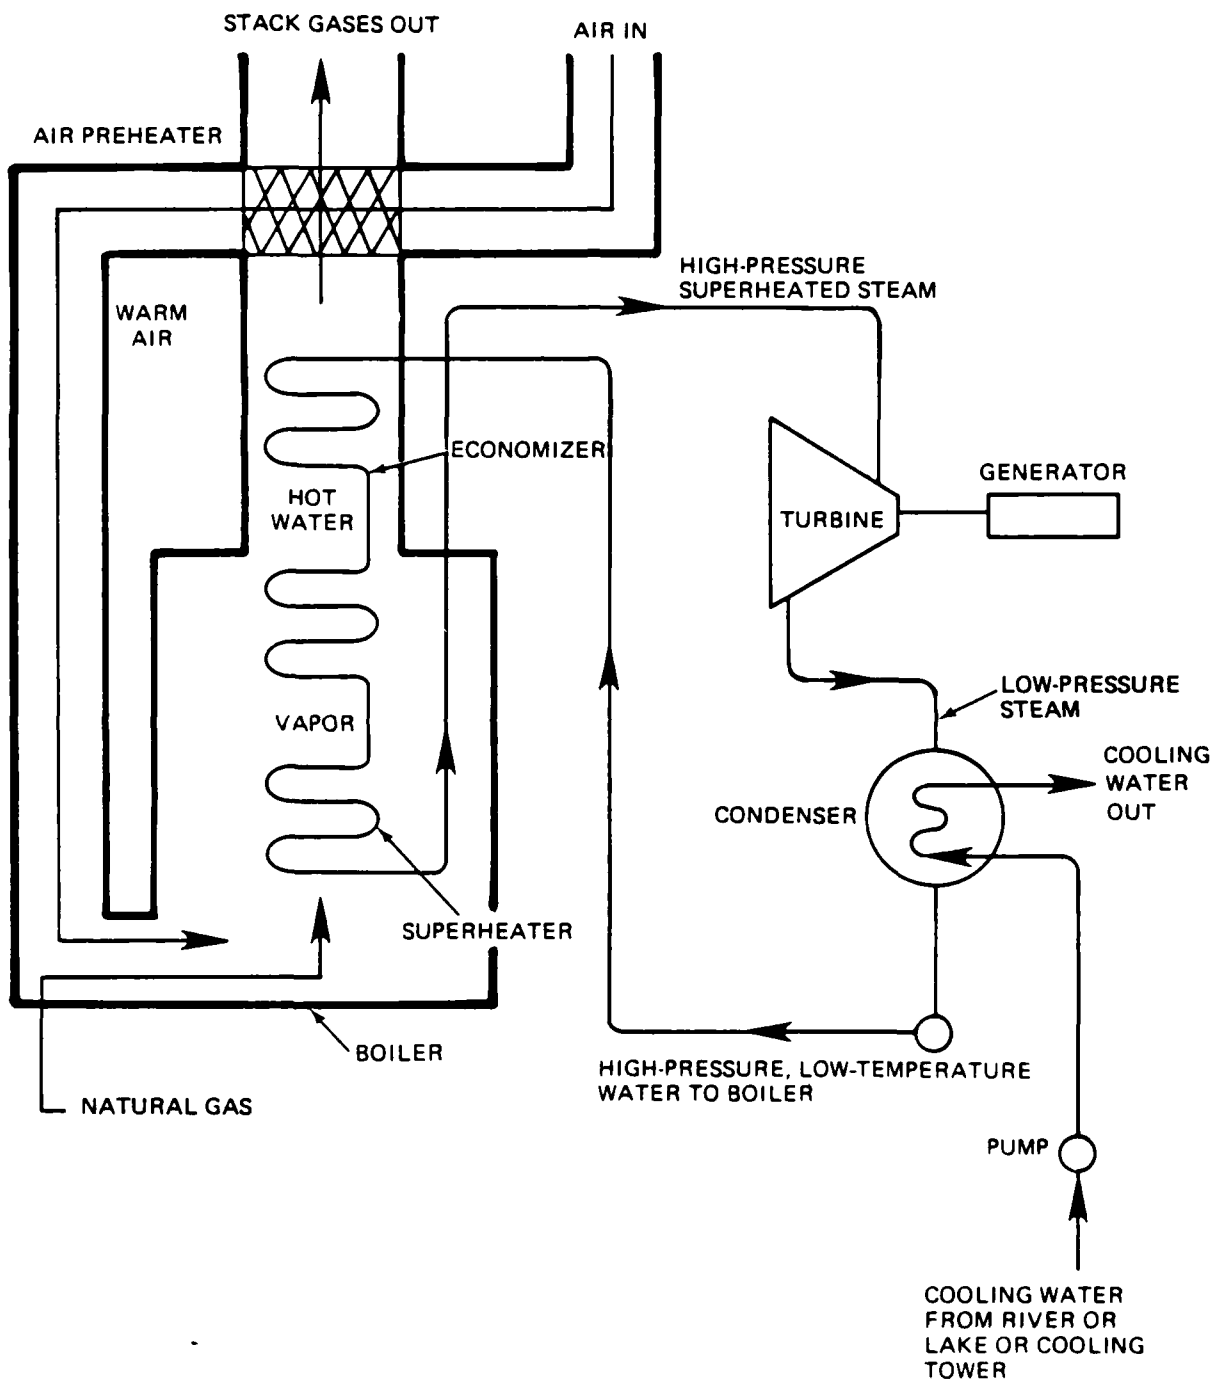 STACK GASES OUT
AIR IN
AIR PREHEATER
HIGH-PRESSURE
SUPERHEATED STEAM
WARM
AIR
ECONOMIZER
GENERATOR
HOT
WATER
TURBINE
LOW-PRESSURE
STEAM
VAPOR
COOLING
WATER
OUT
CONDENSER
SUPERHEATER
BOILER
HIGH-PRESSURE, LOW-TEMPERATURE
WATER TO BOILER
NATURAL GAS
PUMP
COOLING WATER
FROM RIVER OR
LAKE OR COOLING
TOWER